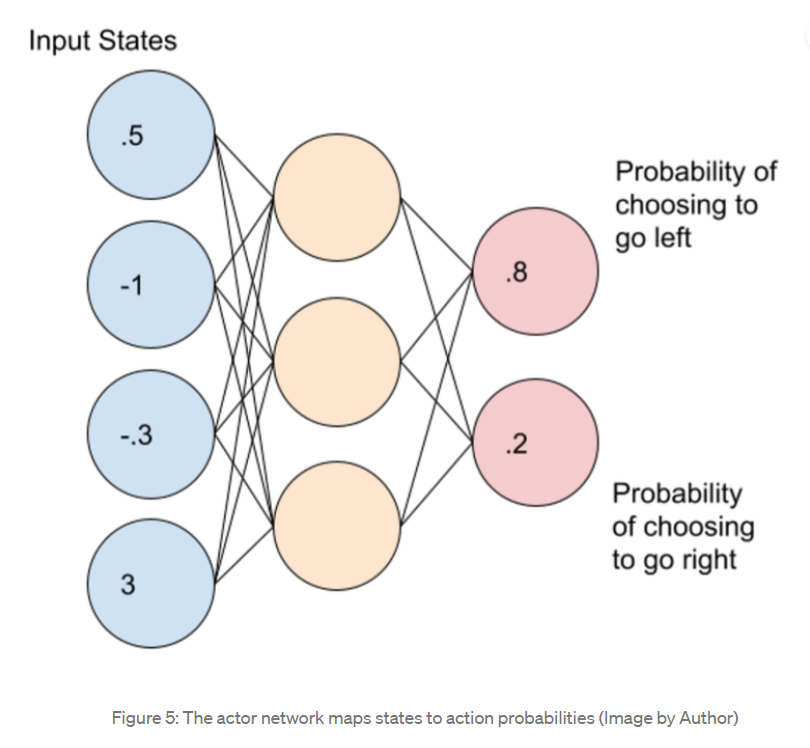 Input States
.5
-1
-.3
3
.8
.2
Probability of
choosing to
go left
Probability
of choosing
to go right
Figure 5: The actor network maps states to action probabilities (Image by Author)